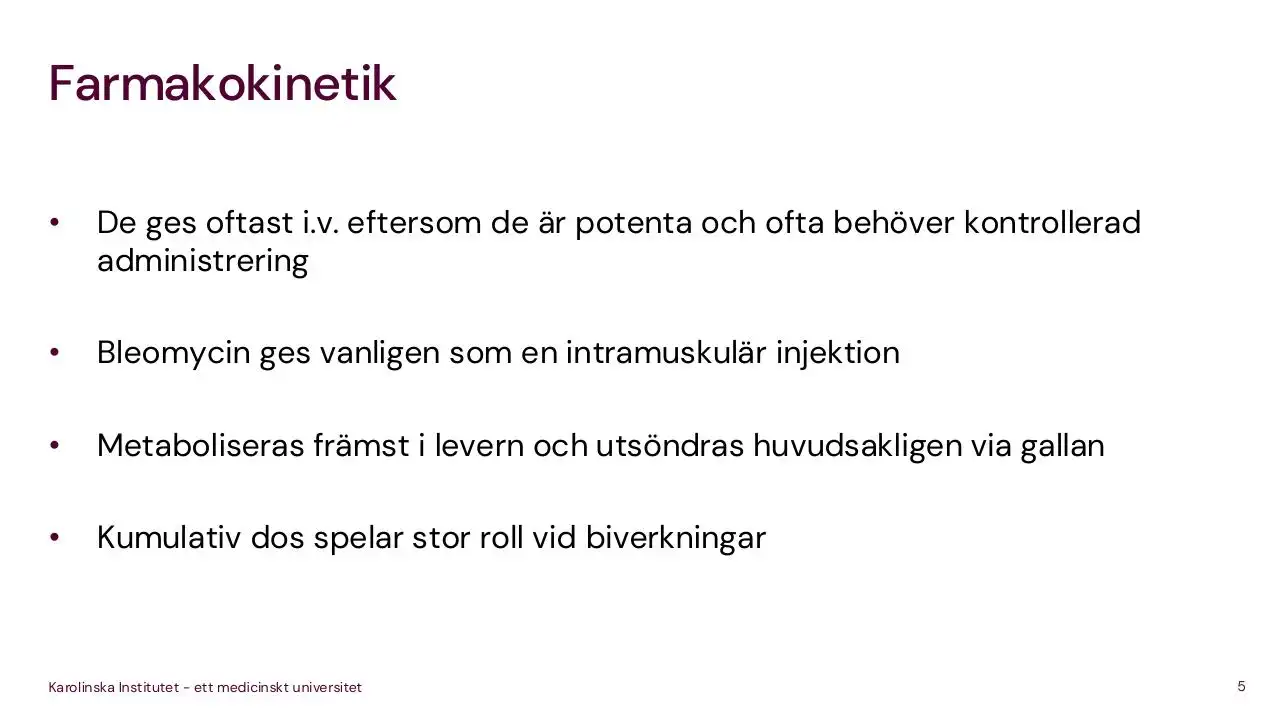 Farmakokinetik
• De ges oftast i.v. eftersom de är potenta och ofta behöver kontrollerad
administrering
• Bleomycin ges vanligen som en intramuskulär injektion
• Metaboliseras främst i levern och utsöndras huvudsakligen via gallan
• Kumulativ dos spelar stor roll vid biverkningar
Karolinska Institutet - ett medicinskt universitet
5